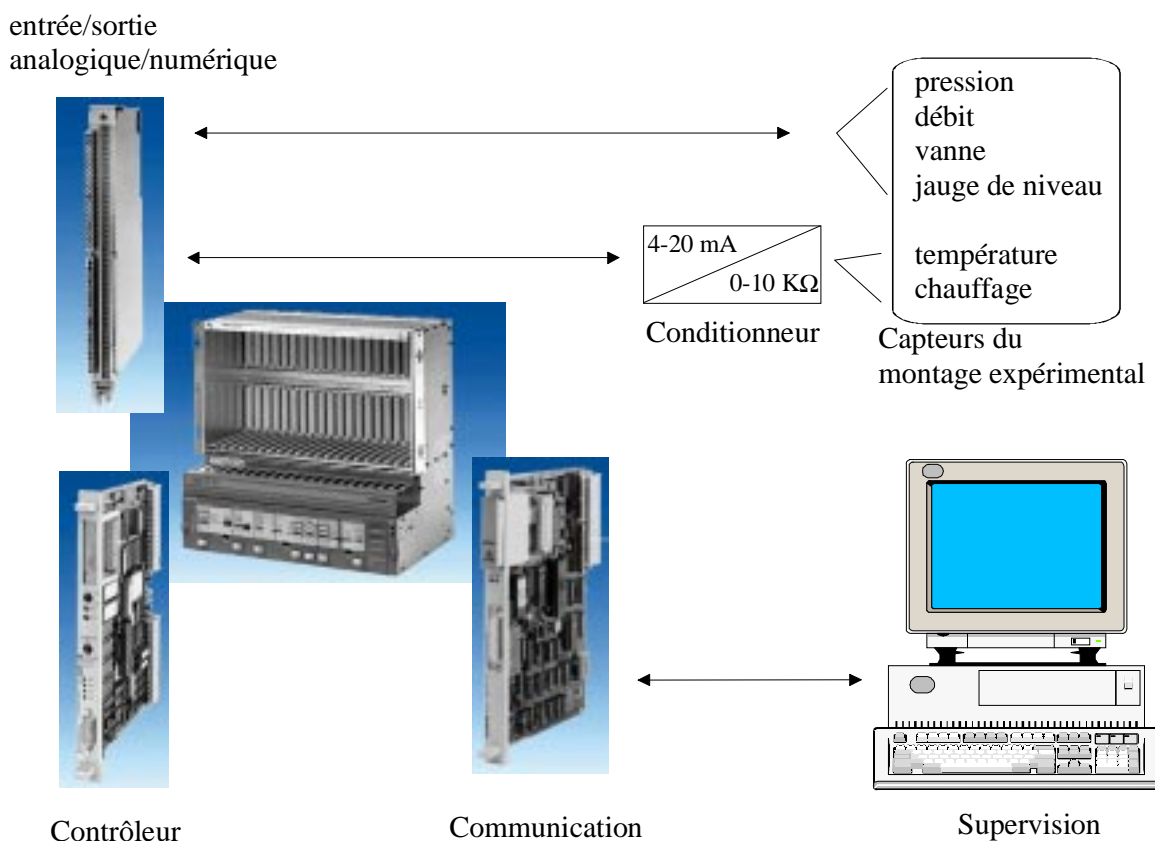 entrée/sortie
analogique/numérique
pression
débit
vanne
jauge de niveau
4-20 mA
0-10 KΩ
température
chauffage
Conditionneur
Capteurs du
montage expérimental
Contrôleur
Communication
Supervision